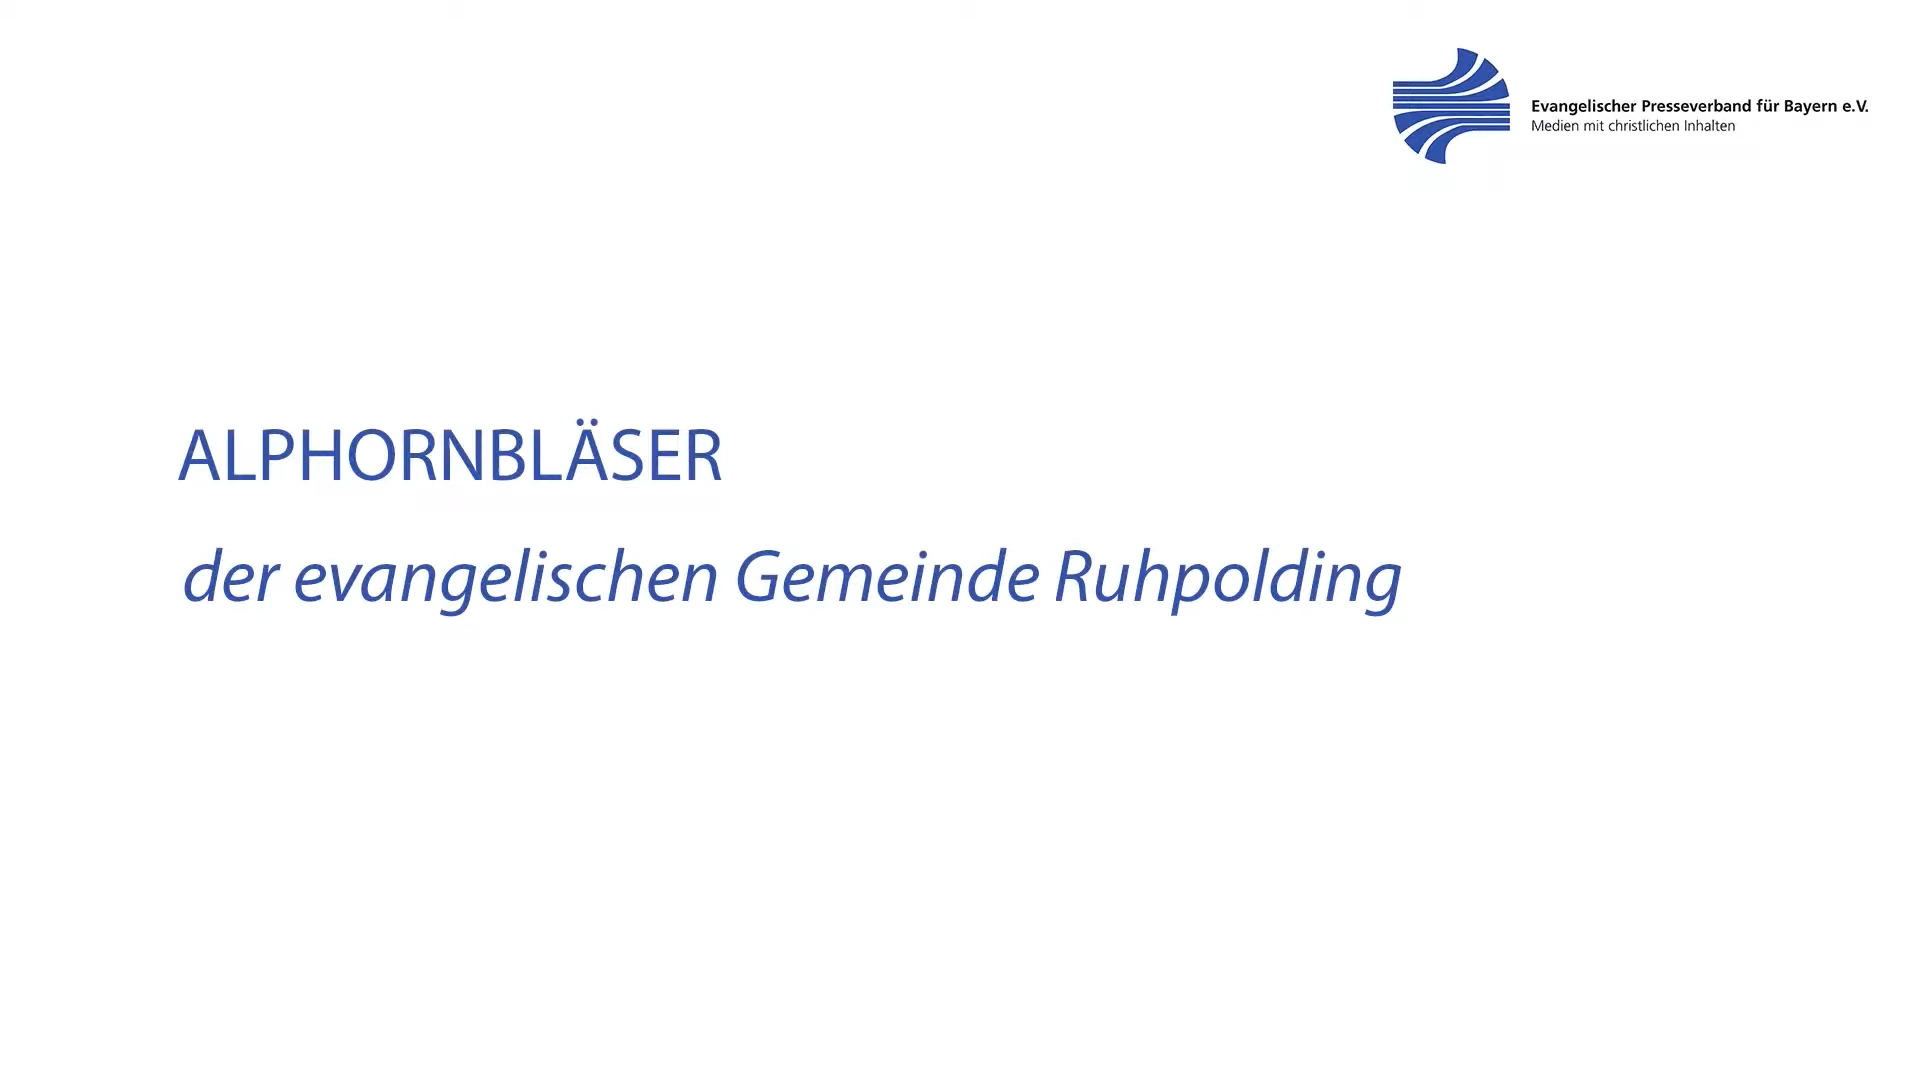 Evangelischer Presseverband für Bayern e.V.
Medien mit christlichen Inhalten
ALPHORNBLÄSER
der evangelischen Gemeinde Ruhpolding